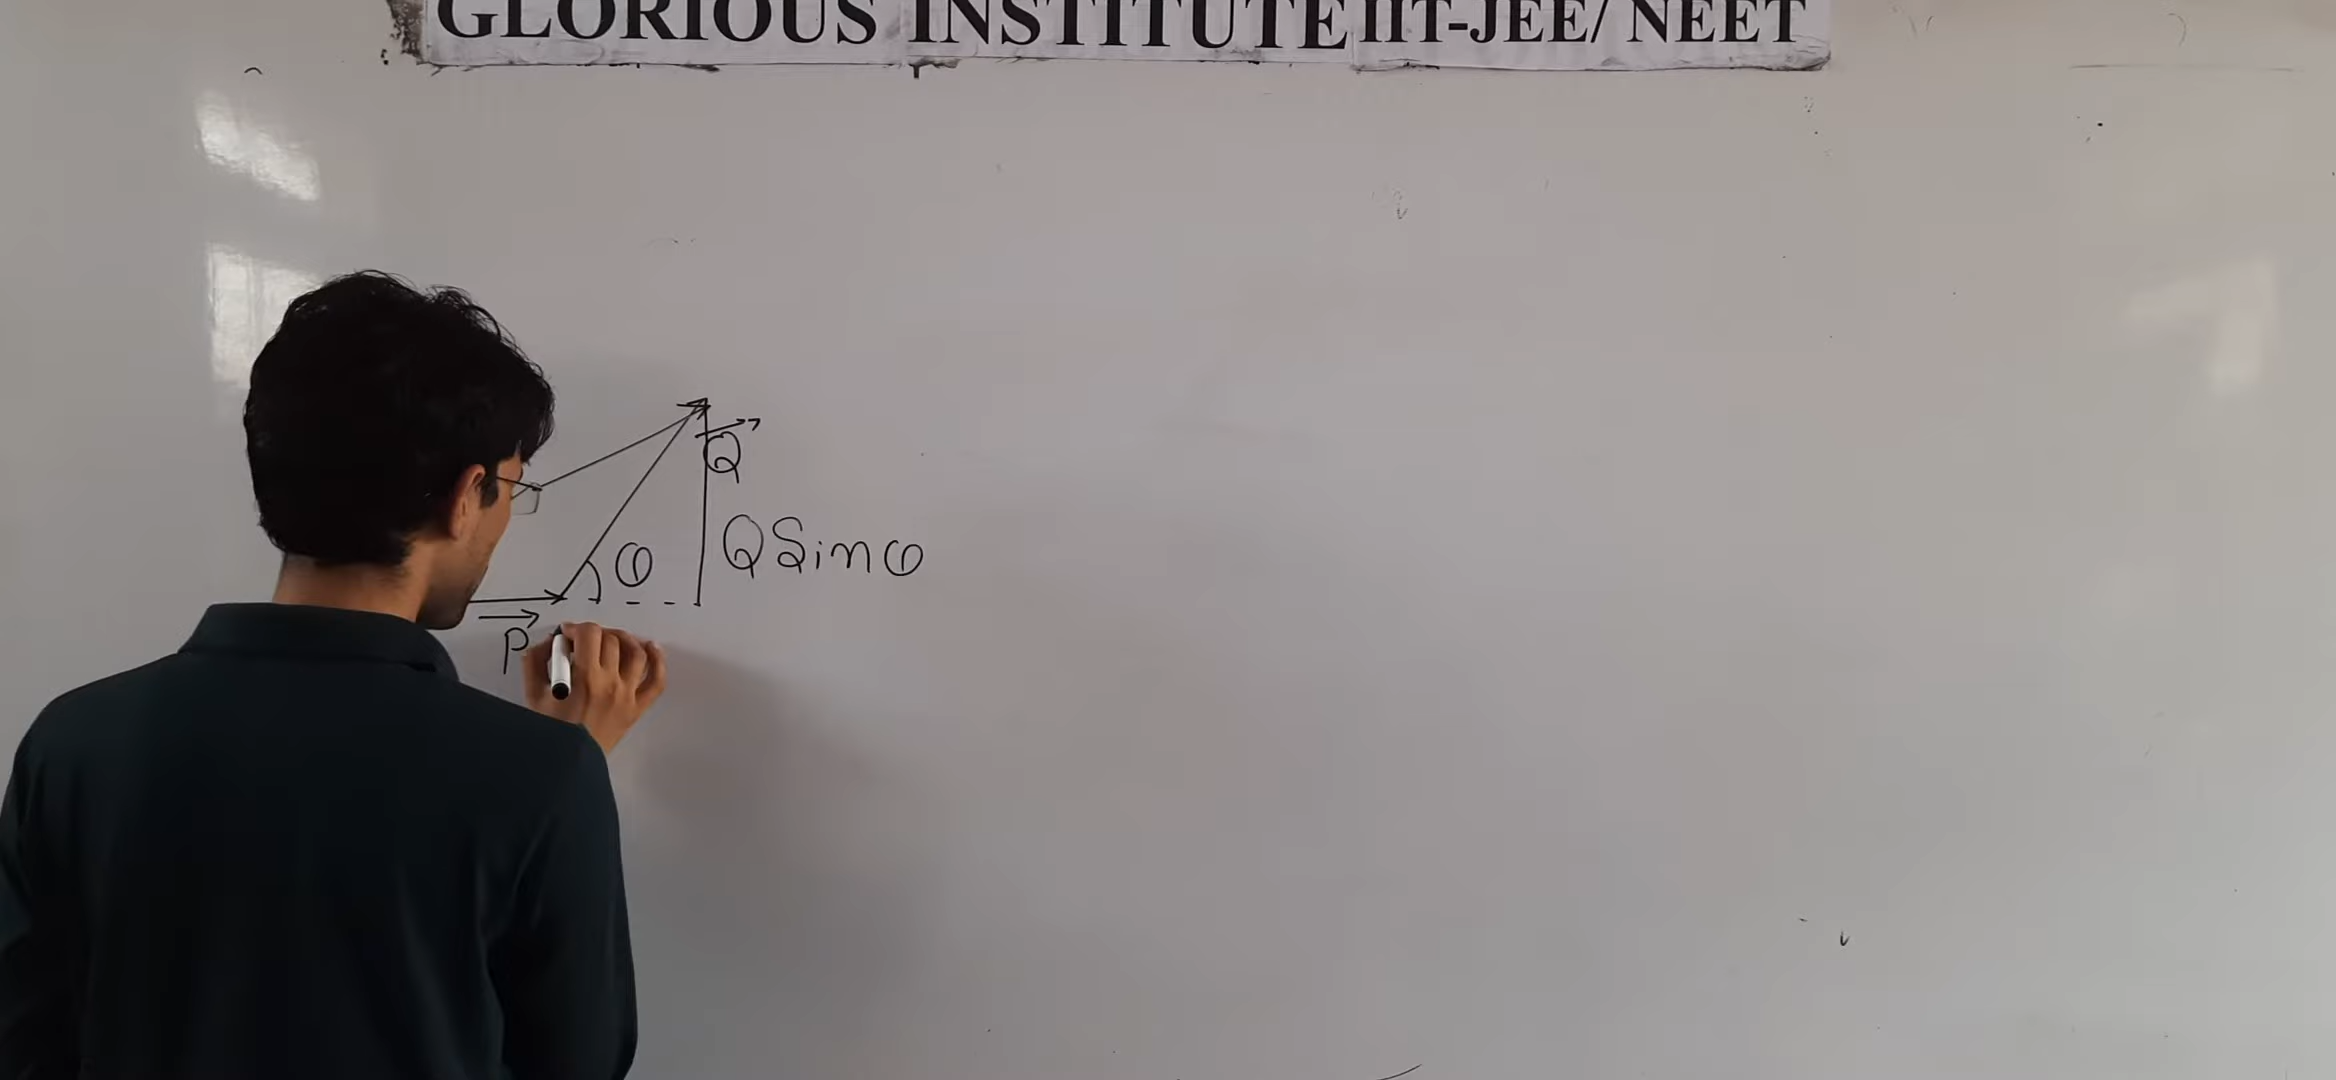 GLORIOUS INSTITUTE IIT-JEE/ NEET
Q
θ QSinθ
P